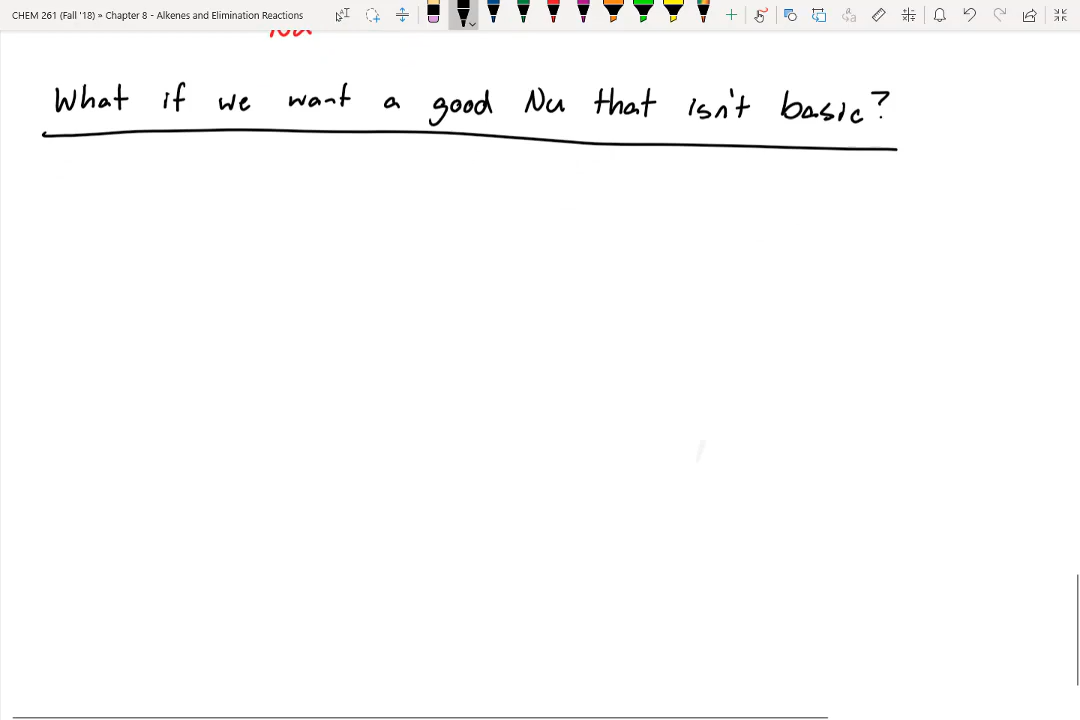 CHEM 261 (Fall '18) » Chapter 8 - Alkenes and Elimination Reactions
What if we want a good Nu that isn't basic?